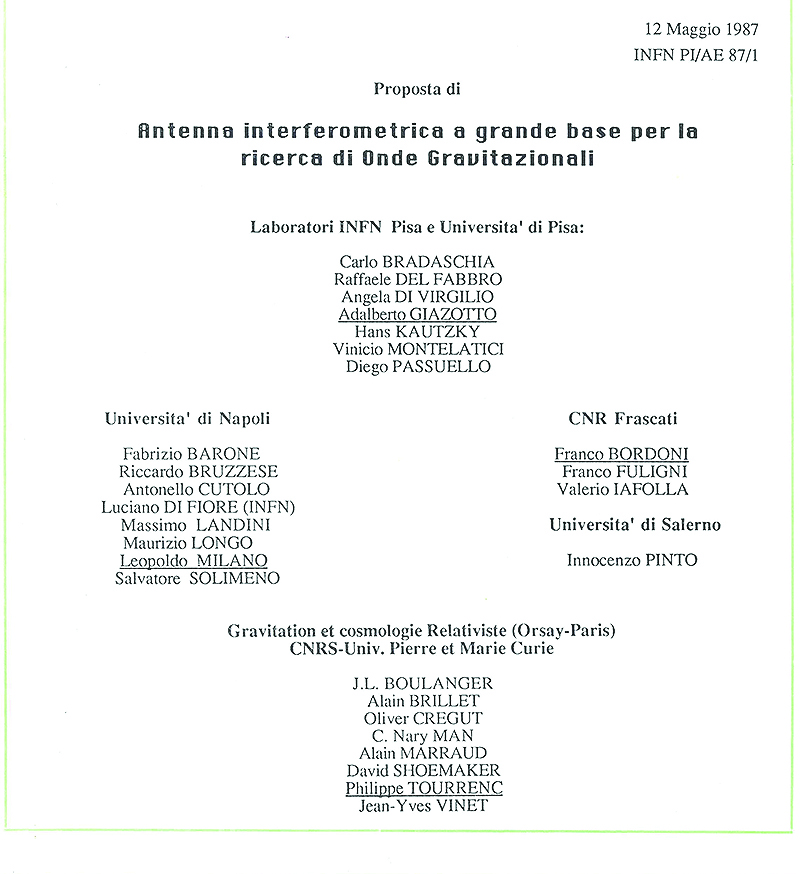 12 Maggio 1987
INFN PI/AE 87/1
Proposta di
Antenna interferometrica a grande base per la
ricerca di Onde Gravitazionali
Laboratori INFN Pisa e Universita' di Pisa:
Carlo BRADASCHIA
Raffaele DEL FABBRO
Angela DI VIRGILIO
Adalberto GIAZOTTO
Hans KAUTZKY
Vinicio MONTELATICI
Diego PASSUELLO
Universita' di Napoli
Fabrizio BARONE
Riccardo BRUZZESE
Antonello CUTOLO
Luciano DI FIORE (INFN)
Massimo LANDINI
Maurizio LONGO
Leopoldo MILANO
Salvatore SOLIMENO
CNR Frascati
Franco BORDONI
Franco FULIGNI
Valerio IAFOLLA
Universita' di Salerno
Innocenzo PINTO
Gravitation et cosmologie Relativiste (Orsay-Paris)
CNRS-Univ. Pierre et Marie Curie
J.L. BOULANGER
Alain BRILLET
Oliver CREGUT
C. Nary MAN
Alain MARRAUD
David SHOEMAKER
Philippe TOURRENC
Jean-Yves VINET